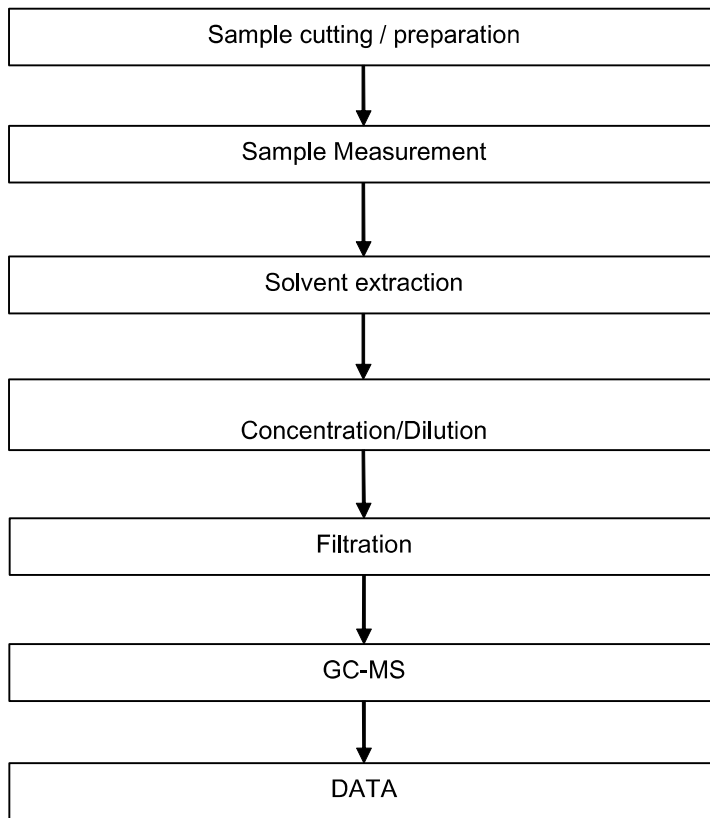 Sample cutting / preparation
Sample Measurement
Solvent extraction
Concentration/Dilution
Filtration
GC-MS
DATA